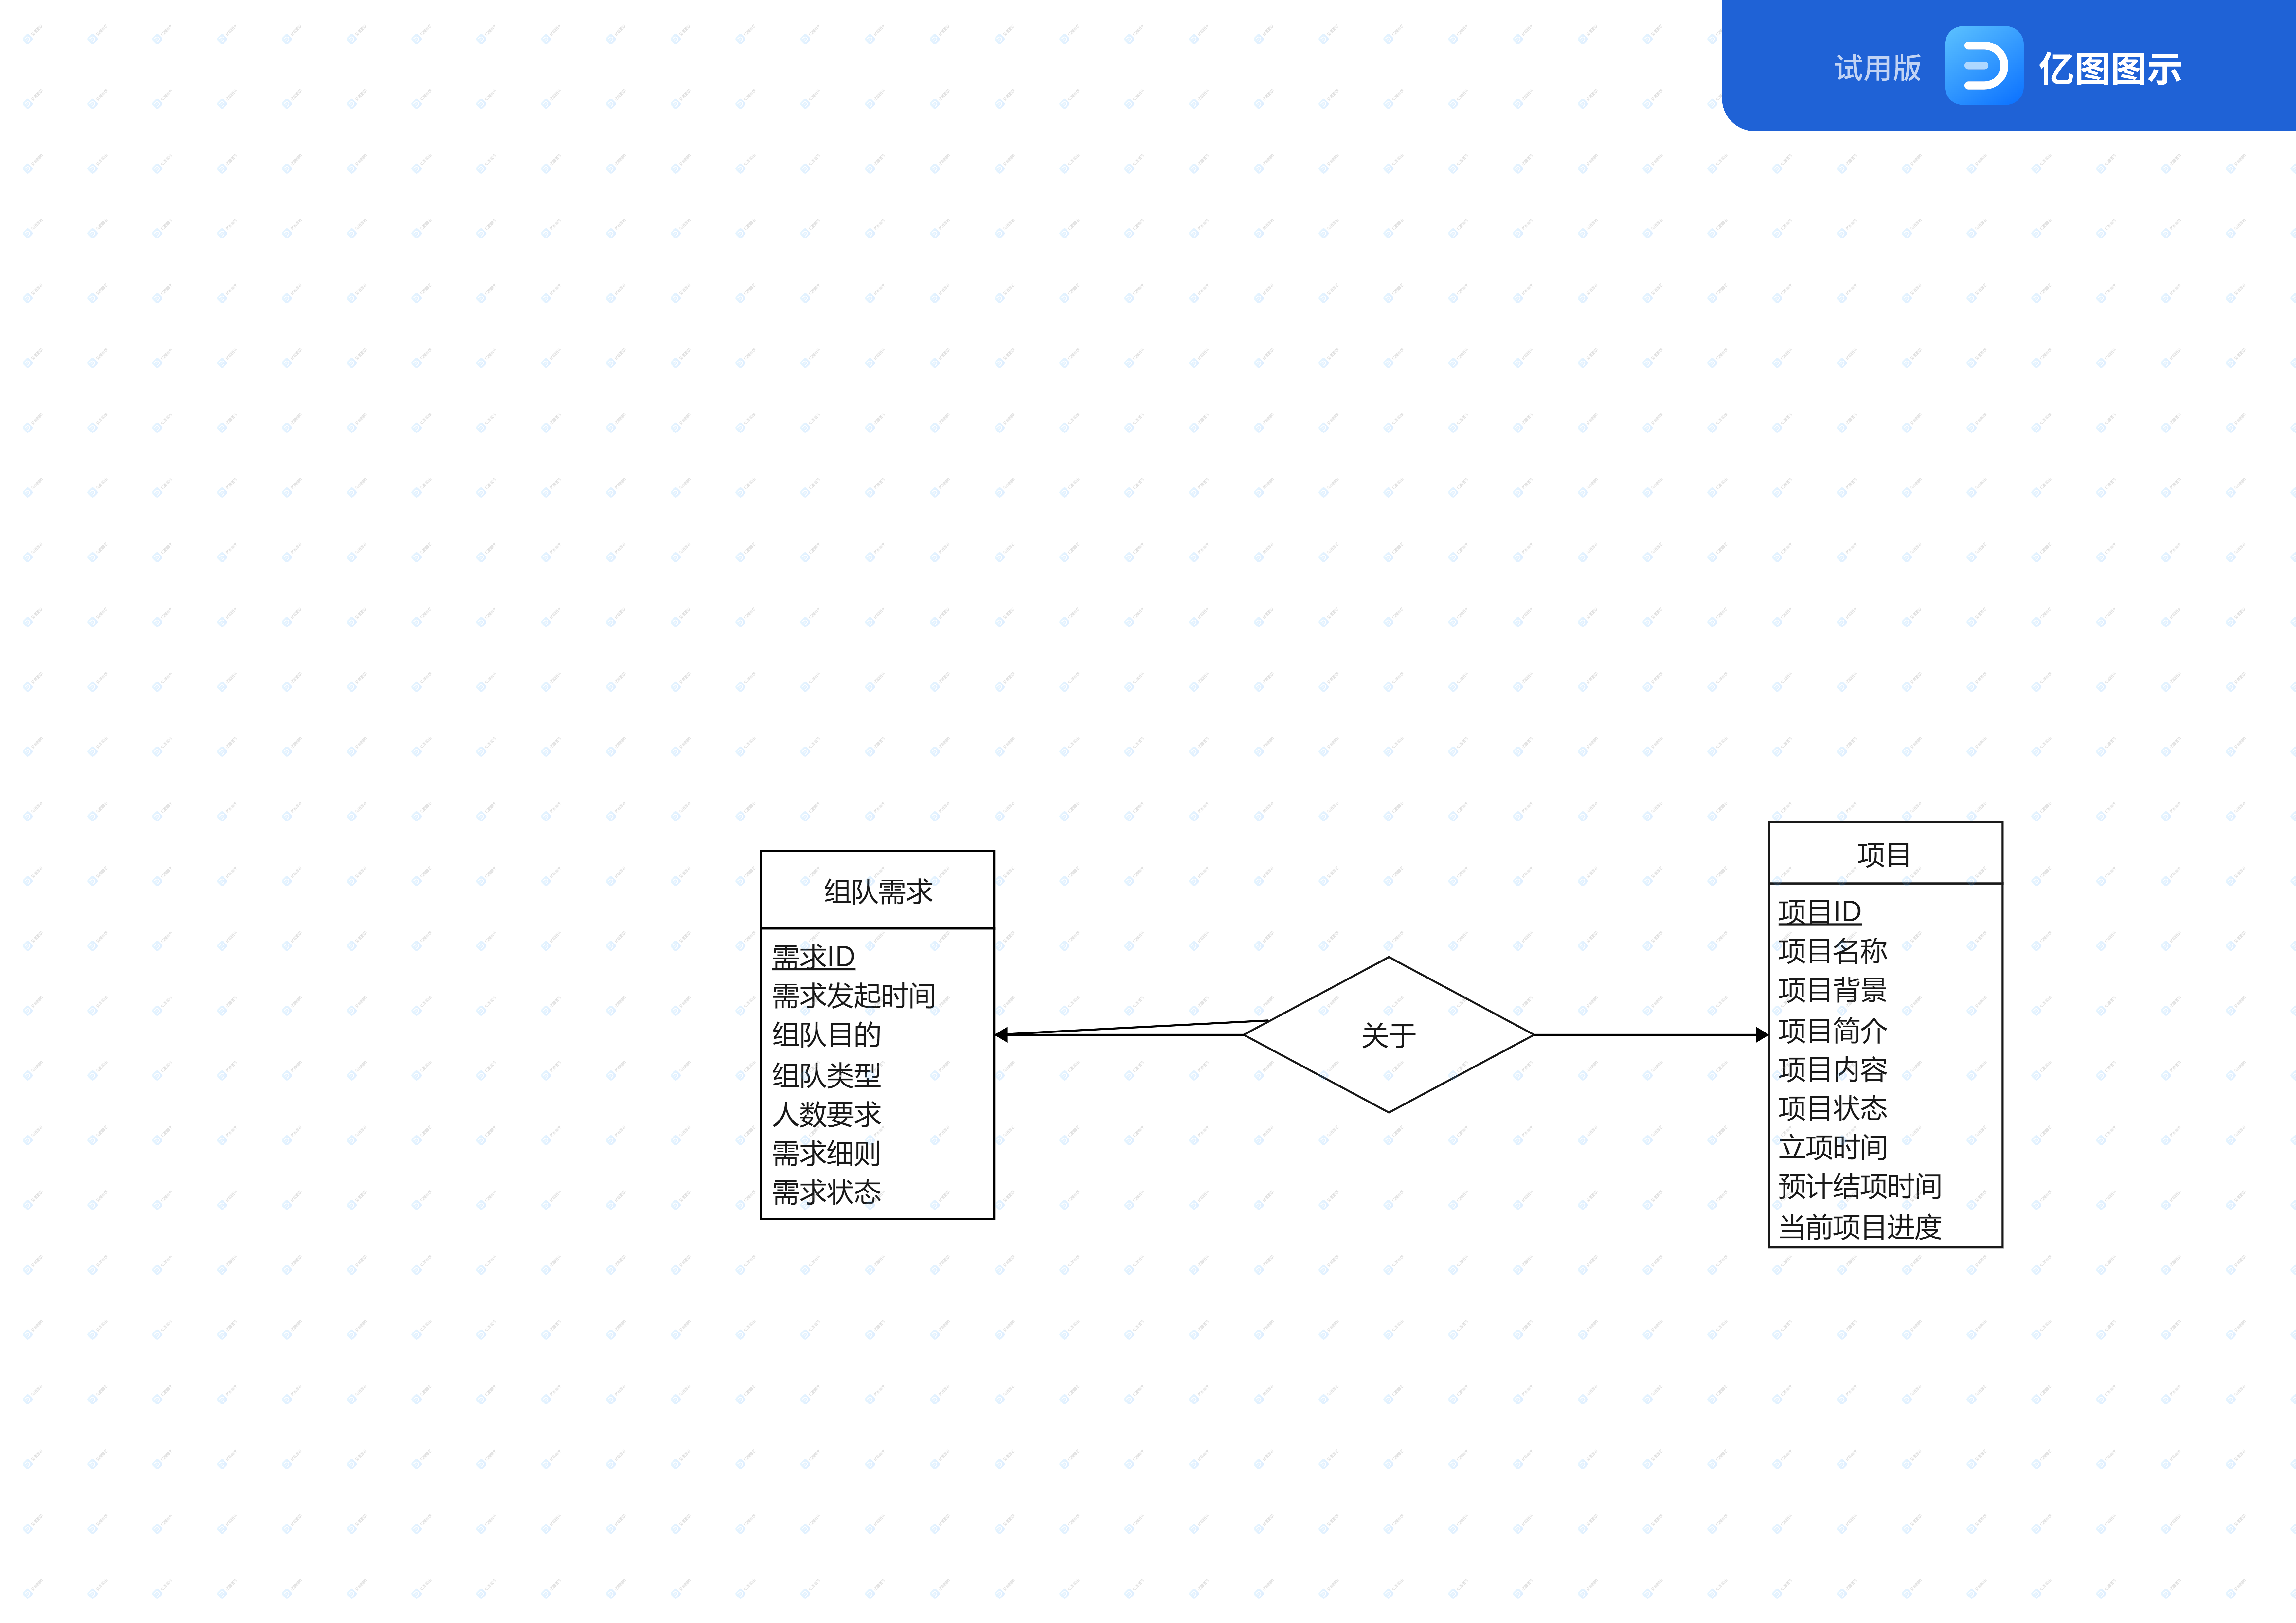 试用版 亿图图示
组队需求
需求ID
需求发起时间
组队目的
组队类型
人数要求
需求细则
需求状态
关于
项目
项目ID
项目名称
项目背景
项目简介
项目内容
项目状态
立项时间
预计结项时间
当前项目进度